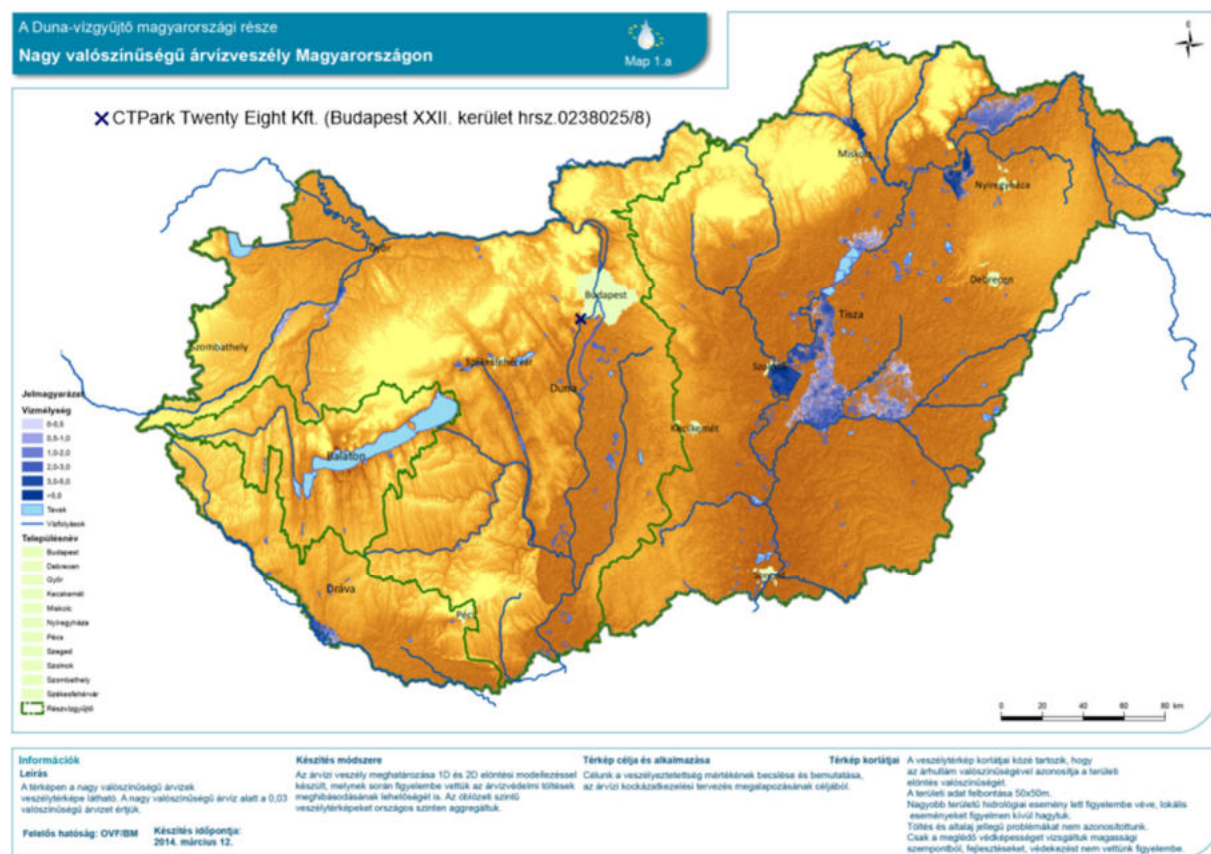 A Duna-vízgyűjtő magyarországi része
Nagy valószínűségű árvízveszély Magyarországon
Map 1.a
É
CTPark Twenty Eight Kft. (Budapest XXII. kerület hrsz.0238025/8)
Miskolc
Nyíregyháza
Győr
Budapest
Debrecen
Tisza
Szombathely
Székesfehérvár
Duna
Kecskemét
Balaton
Dráva
Pécs
Szeged
Jelmagyarázat
Vízmélység
0-0,5
0,5-1,0
1,0-2,0
2,0-3,0
3,0-5,0
>5,0
Tavak
Vízfolyások
Településnév
Budapest
Debrecen
Győr
Kecskemét
Miskolc
Nyíregyháza
Pécs
Szeged
Szolnok
Szombathely
Székesfehérvár
Részvízgyűjtő
0 20 40 60 80 km
Információk
Leírás
A térképen a nagy valószínűségű árvizek
veszélytérképe látható. A nagy valószínűségű árvíz alatt a 0,03
valószínűségű árvizet értjük.
Felelős hatóság: OVF/BM
Készítés időpontja:
2014. március 12.
Készítés módszere
Az árvízi veszély meghatározása 1D és 2D elöntési modellezéssel
készült, melynek során figyelembe vettük az árvízvédelmi töltések
meghibásodásának lehetőségét is. Az öblözeti szintű
veszélytérképeket országos szinten aggregáltuk.
Térkép célja és alkalmazása
Célunk a veszélyeztetettség mértékének becslése és bemutatása,
az árvízi kockázatkezelési tervezés megalapozásának céljából.
Térkép korlátjai
A veszélytérkép korlátai közé tartozik, hogy
az árhullám valószínűségével azonosítja a területi
elöntés valószínűségét.
A területi adat felbontása 50x50m.
Nagyobb területű hidrológiai esemény lett figyelembe véve, lokális
eseményeket figyelmen kívül hagytuk.
Töltés és altalaj jellegű problémákat nem azonosítottunk.
Csak a meglédő védképességet vizsgáltuk magassági
szempontból, fejlesztéseket, védekezést nem vettünk figyelembe.